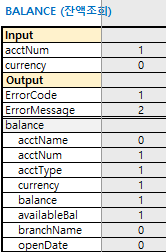 BALANCE (잔액조회)
Input
acctNum 1
currency 0
Output
ErrorCode 1
ErrorMessage 2
balance
acctName 0
acctNum 1
acctType 1
currency 1
balance 1
availableBal 1
branchName 0
openDate 0